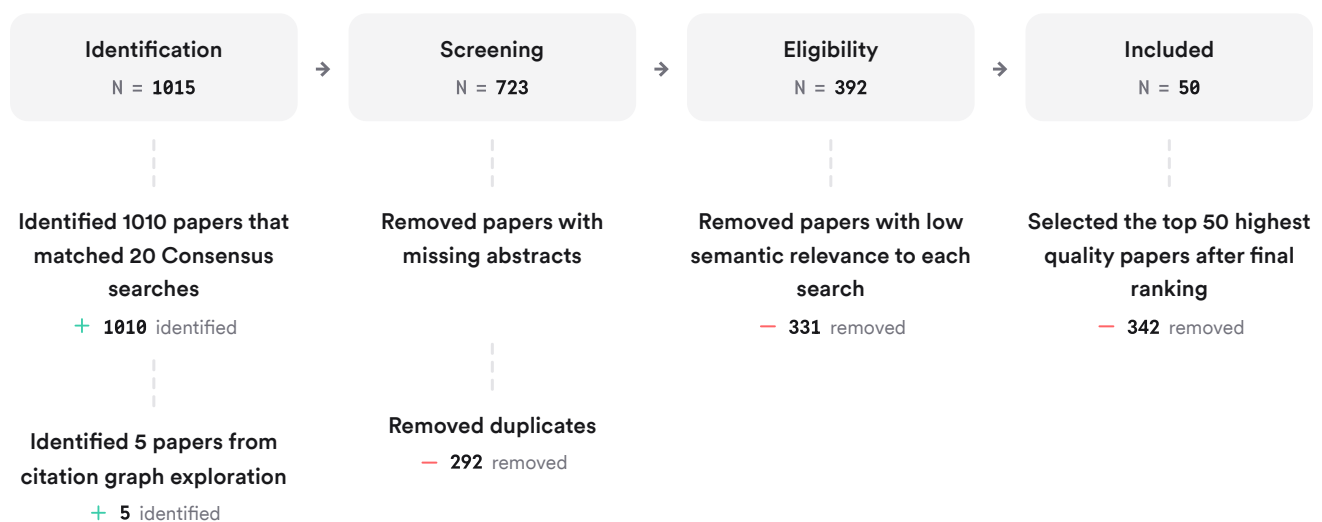 Identification
N = 1015
Screening
N = 723
Eligibility
N = 392
Included
N = 50
Identified 1010 papers that
matched 20 Consensus
searches
+ 1010 identified
Identified 5 papers from
citation graph exploration
+ 5 identified
Removed papers with
missing abstracts
Removed duplicates
− 292 removed
Removed papers with low
semantic relevance to each
search
− 331 removed
Selected the top 50 highest
quality papers after final
ranking
− 342 removed